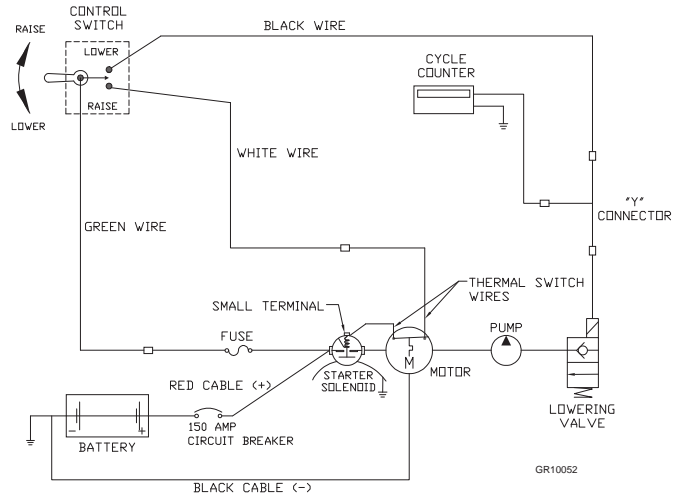 CONTROL
SWITCH
RAISE
LOWER
RAISE
LOWER
BLACK WIRE
CYCLE
COUNTER
WHITE WIRE
GREEN WIRE
"Y"
CONNECTOR
THERMAL SWITCH
WIRES
SMALL TERMINAL
FUSE
PUMP
M
MOTOR
STARTER
SOLENOID
RED CABLE (+)
LOWERING
VALVE
- +
BATTERY
150 AMP
CIRCUIT BREAKER
BLACK CABLE (-)
GR10052